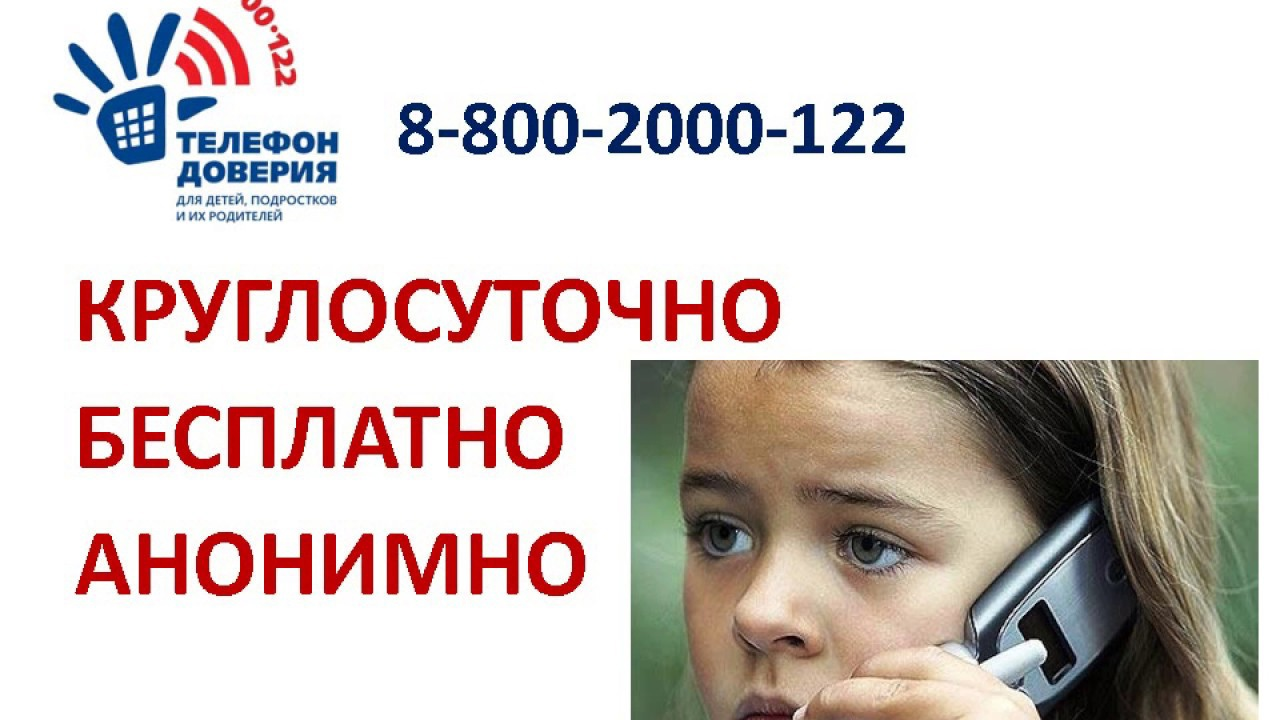 00·122
ТЕЛЕФОН
ДОВЕРИЯ
ДЛЯ ДЕТЕЙ, ПОДРОСТКОВ
И ИХ РОДИТЕЛЕЙ
8-800-2000-122
КРУГЛОСУТОЧНО
БЕСПЛАТНО
АНОНИМНО